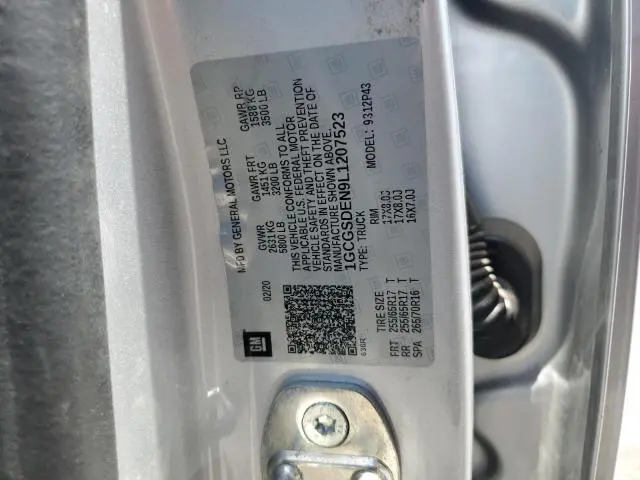 MFD BY GENERAL MOTORS LLC
02/20 GVWR GAWR FRT GAWR RR
2631 KG 1451 KG 1588 KG
5800 LB 3200 LB 3500 LB
THIS VEHICLE CONFORMS TO ALL
APPLICABLE U.S. FEDERAL MOTOR
VEHICLE SAFETY AND THEFT PREVENTION
STANDARDS IN EFFECT ON THE DATE OF
MANUFACTURE SHOWN ABOVE.
1GCGSDEN9L1207523
TYPE: TRUCK MODEL: 9312P43
GM
TIRE SIZE RIM
FRT 255/65R17 T 17X8.0J
RR 255/65R17 T 17X8.0J
SPA 265/70R16 T 16X7.0J